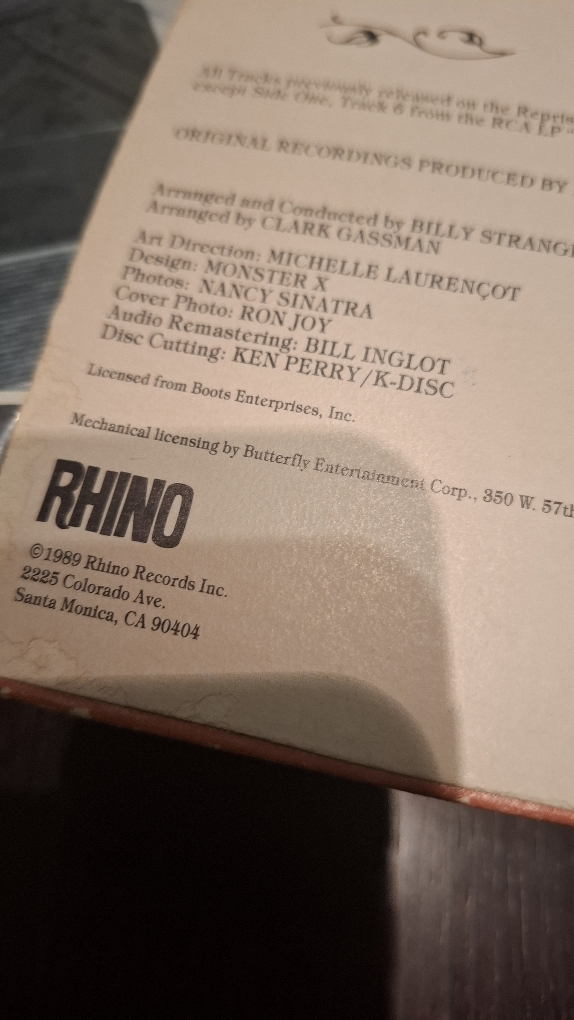 All Tracks previously released on the Repris
except Side One, Track 6 from the RCA LP
ORIGINAL RECORDINGS PRODUCED BY
Arranged and Conducted by BILLY STRANGE
Arranged by CLARK GASSMAN
Art Direction: MICHELLE LAURENÇOT
Design: MONSTER X
Photos: NANCY SINATRA
Cover Photo: RON JOY
Audio Remastering: BILL INGLOT
Disc Cutting: KEN PERRY/K-DISC
Licensed from Boots Enterprises, Inc.
Mechanical licensing by Butterfly Entertainment Corp., 350 W. 57th
RHINO
©1989 Rhino Records Inc.
2225 Colorado Ave.
Santa Monica, CA 90404